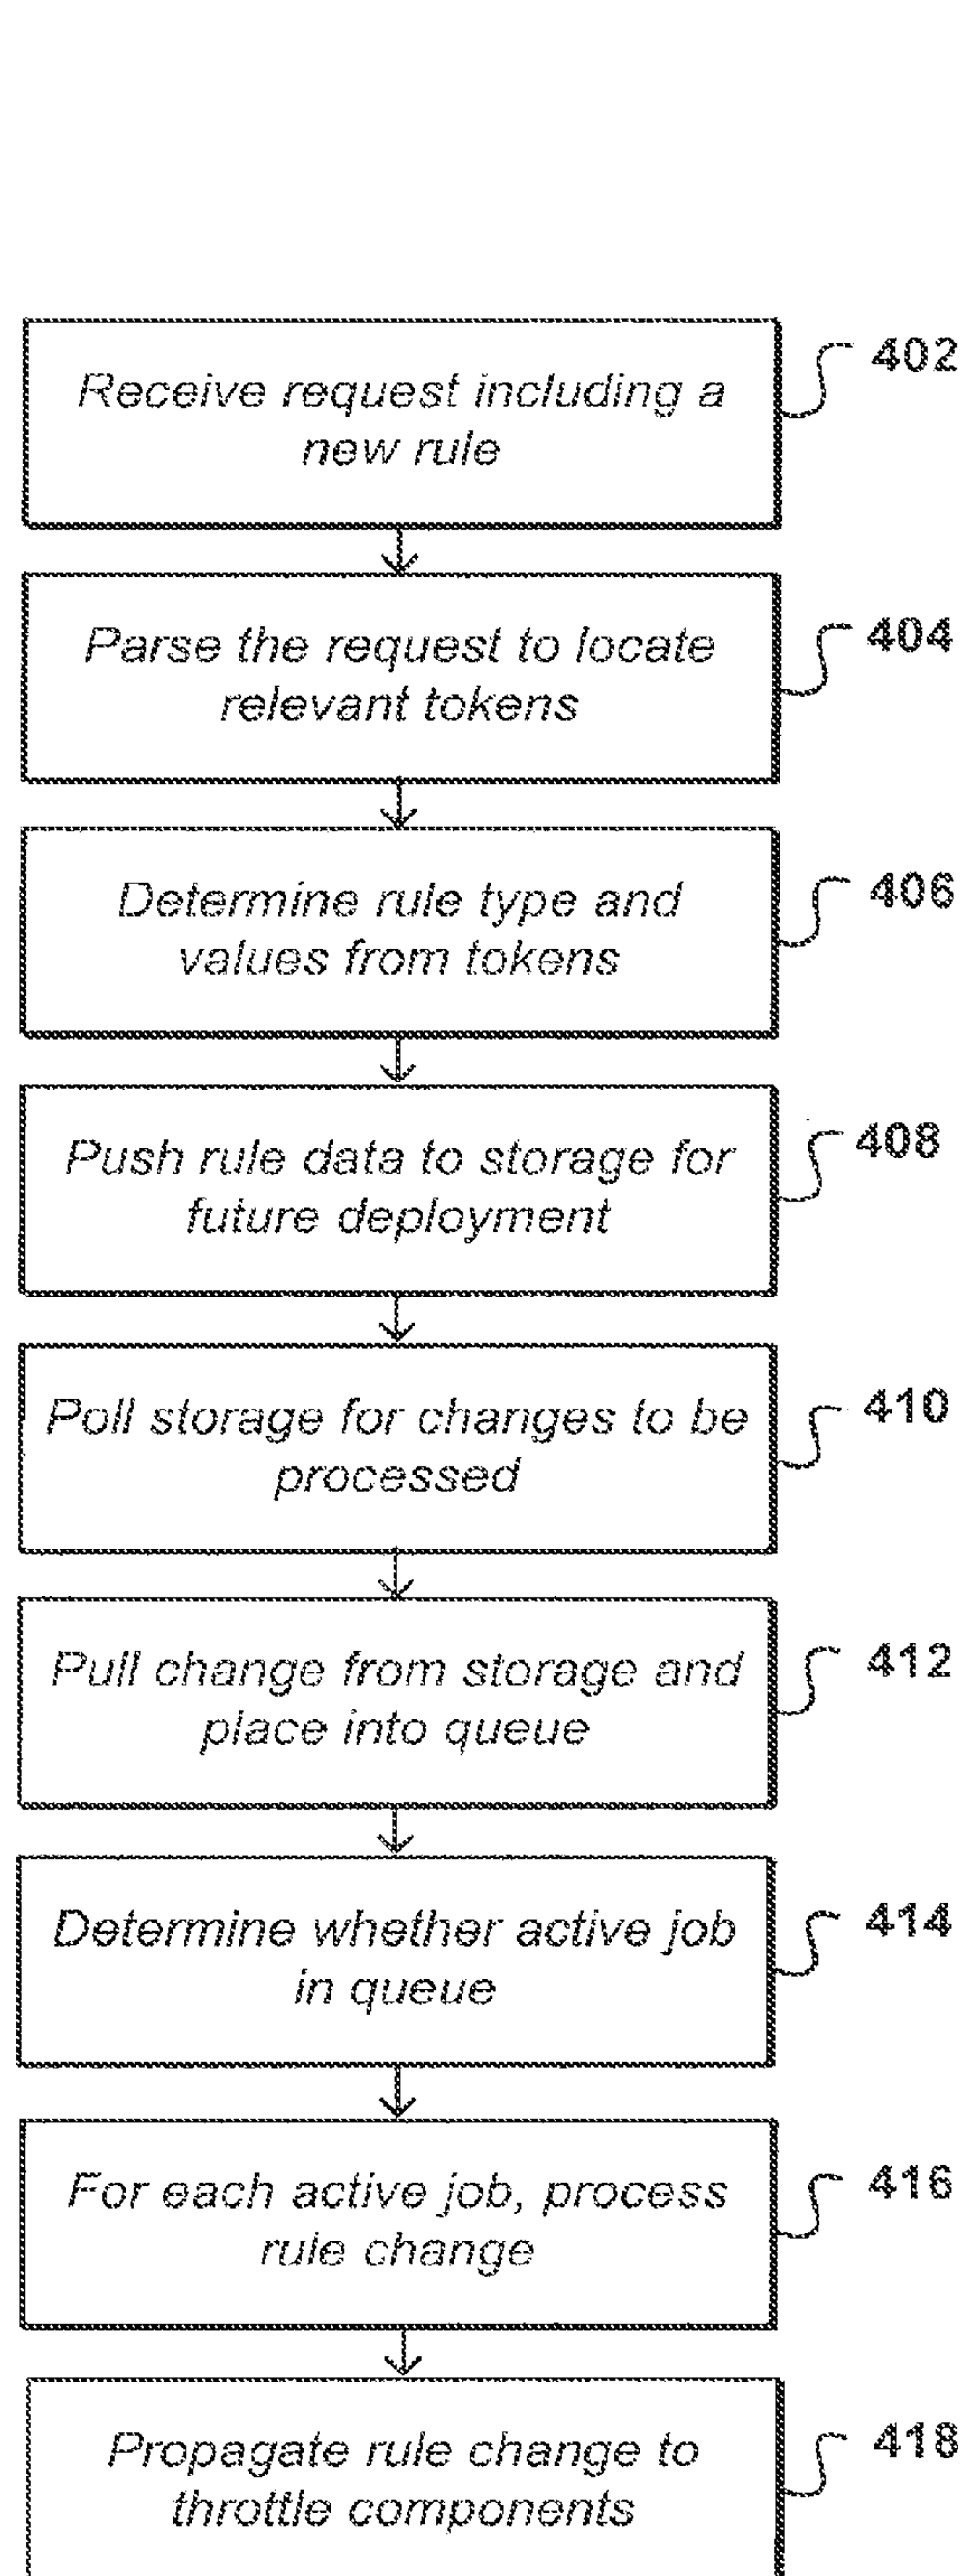 Receive request including a
new rule
402
Parse the request to locate
relevant tokens
404
Determine rule type and
values from tokens
406
Push rule data to storage for
future deployment
408
Poll storage for changes to be
processed
410
Pull change from storage and
place into queue
412
Determine whether active job
in queue
414
For each active job, process
rule change
416
Propagate rule change to
throttle components
418